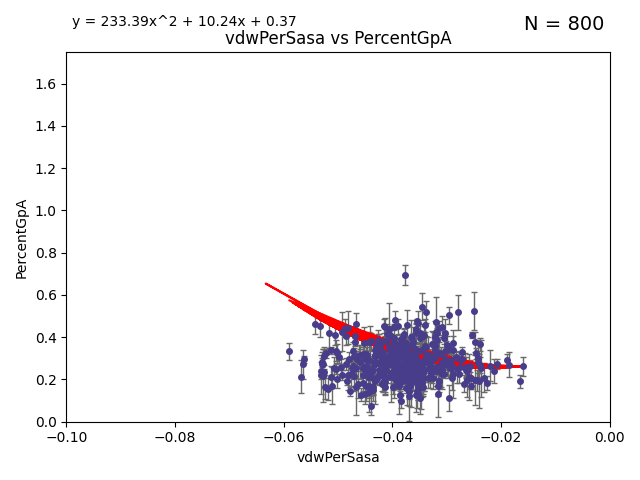 y = 233.39x^2 + 10.24x + 0.37
N = 800
vdwPerSasa vs PercentGpA
PercentGpA
1.6
1.4
1.2
1.0
0.8
0.6
0.4
0.2
0.0
−0.10 −0.08 −0.06 −0.04 −0.02 0.00
vdwPerSasa